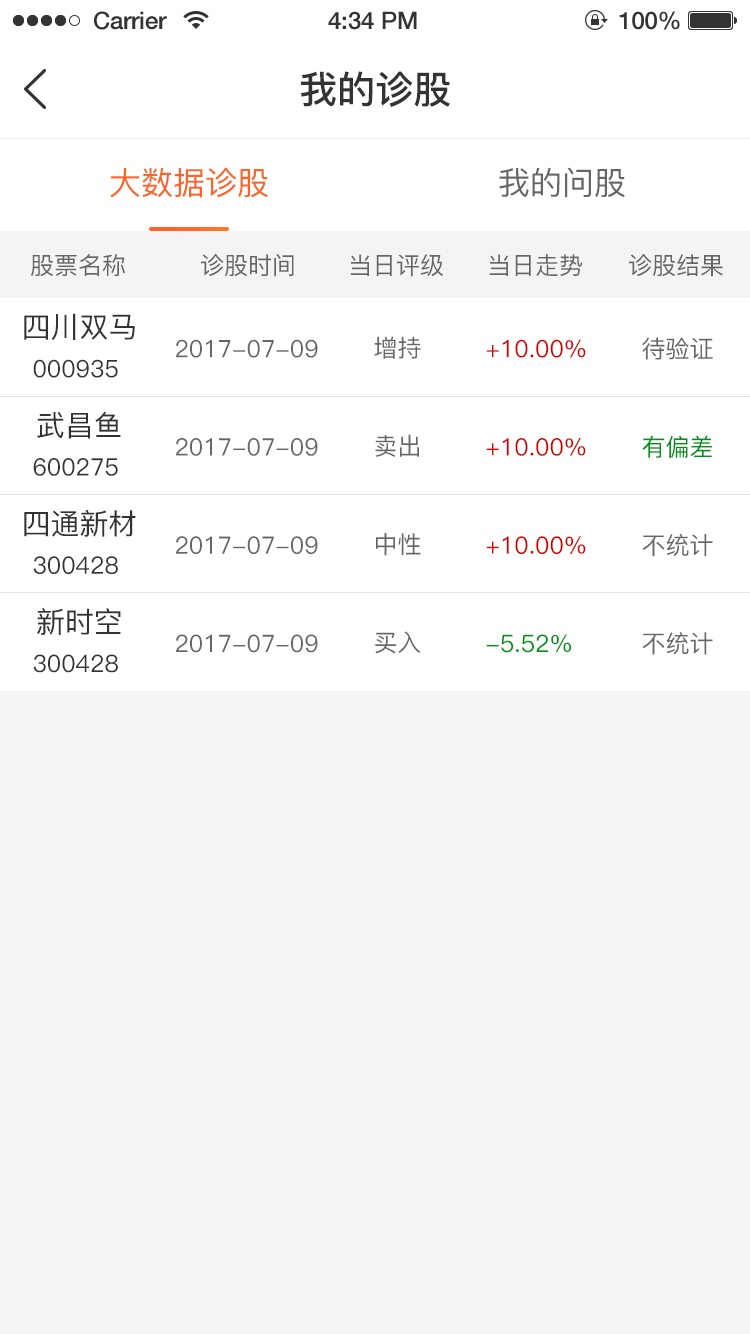 Carrier 4:34 PM 100%
我的诊股
大数据诊股 我的问股
股票名称 诊股时间 当日评级 当日走势 诊股结果
四川双马
000935 2017-07-09 增持 +10.00% 待验证
武昌鱼
600275 2017-07-09 卖出 +10.00% 有偏差
四通新材
300428 2017-07-09 中性 +10.00% 不统计
新时空
300428 2017-07-09 买入 -5.52% 不统计